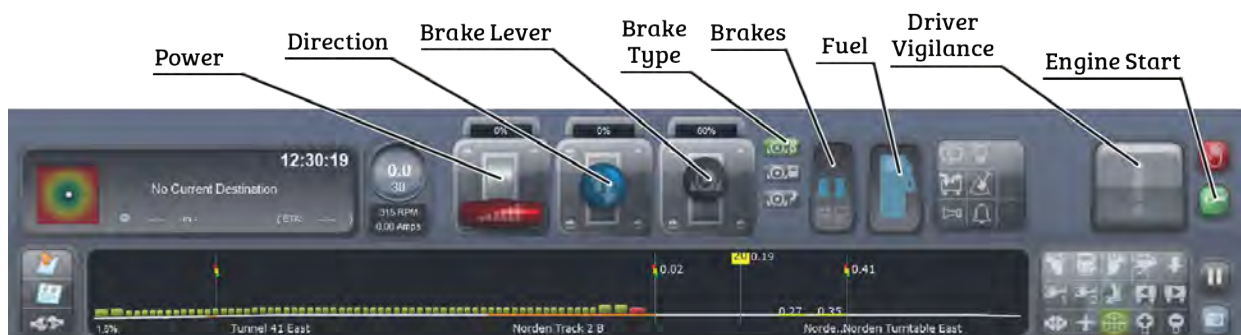 Driver
Vigilance
Brake Lever
Brake
Type
Brakes
Direction
Fuel
Power
Engine Start
0%
0%
60%
12:30:19
No Current Destination
0.0
30
315 RPM
0.00 Amps
20 0.19
0.02
0.41
0.27
0.35
1.8%
Tunnel 41 East
Norden Track 2 B
Norde..Norden Turntable East